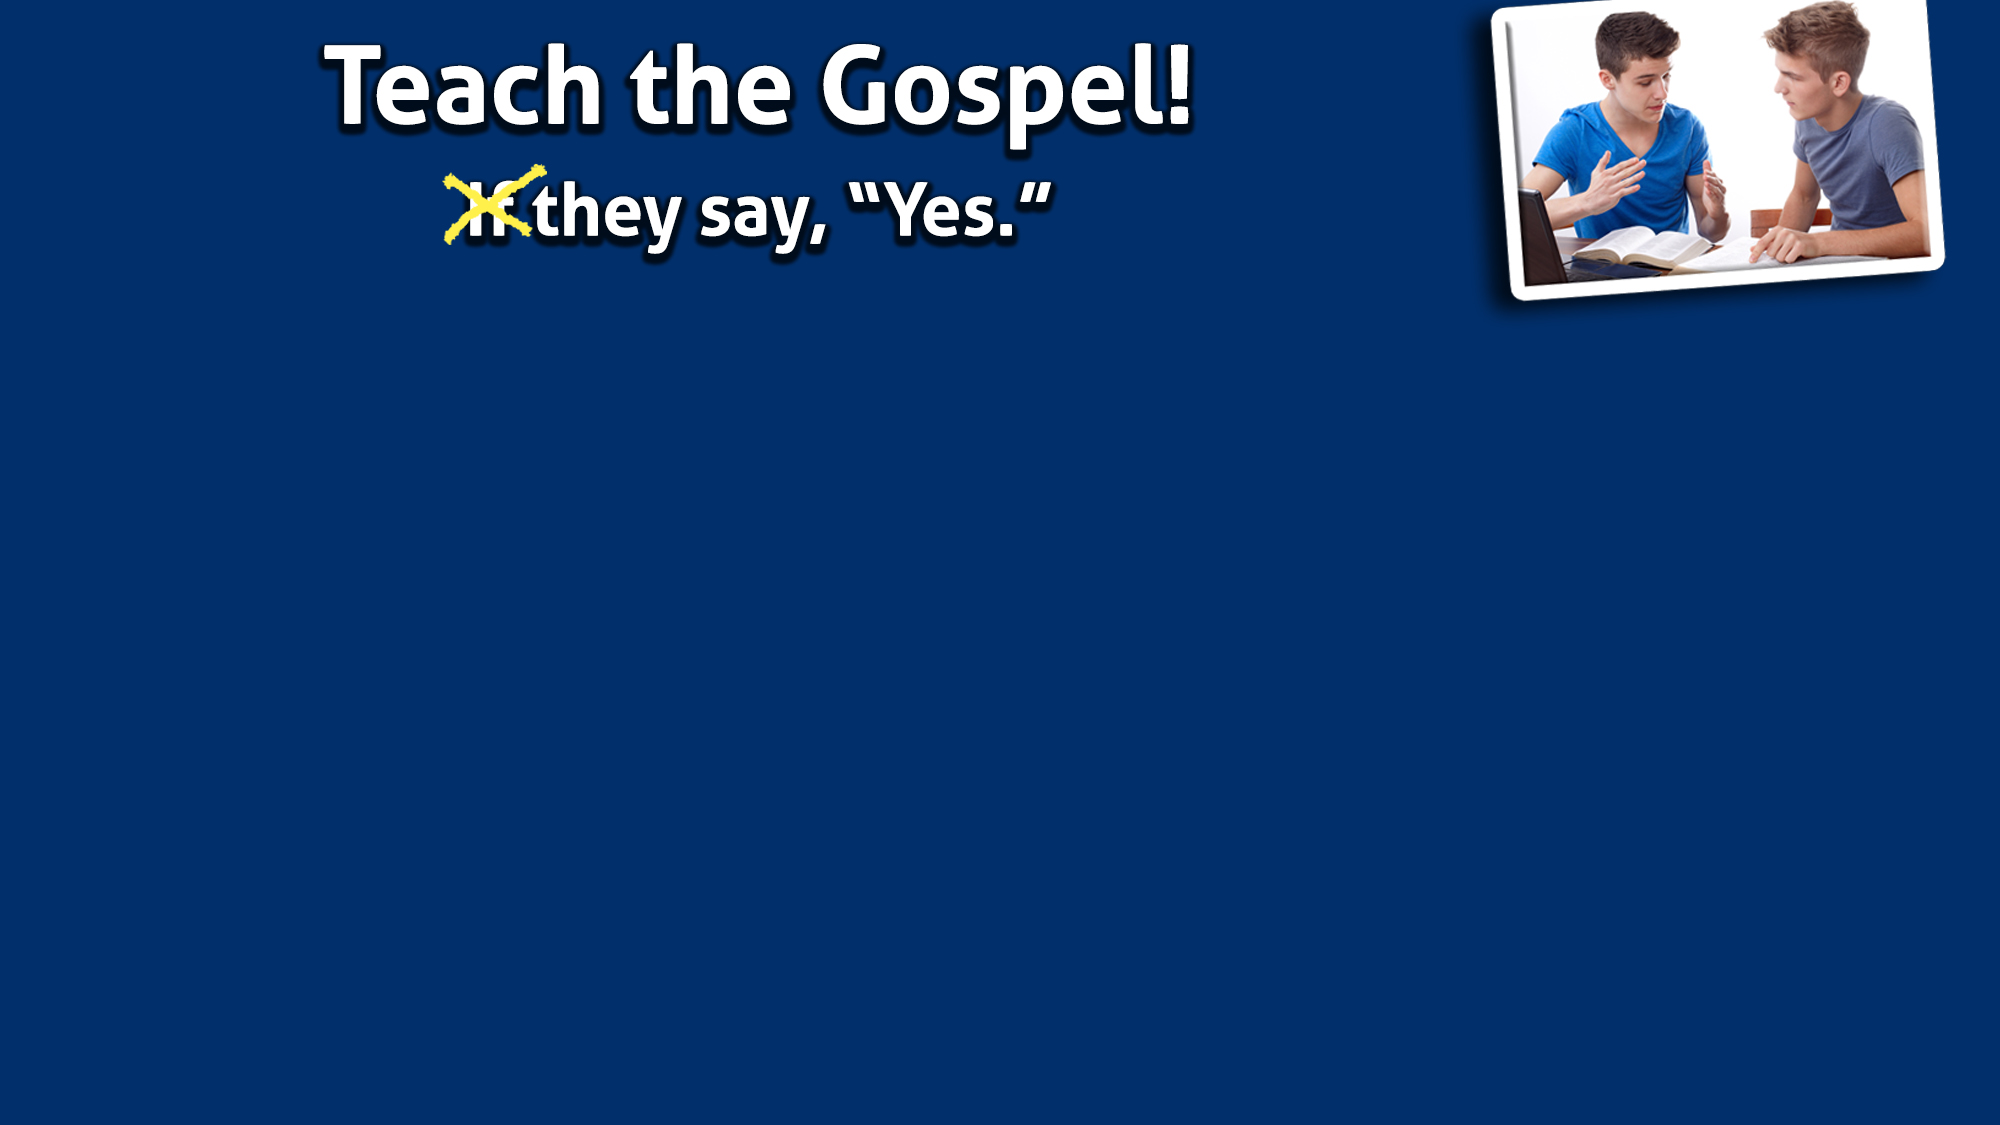 Teach the Gospel!
If they say, “Yes.”